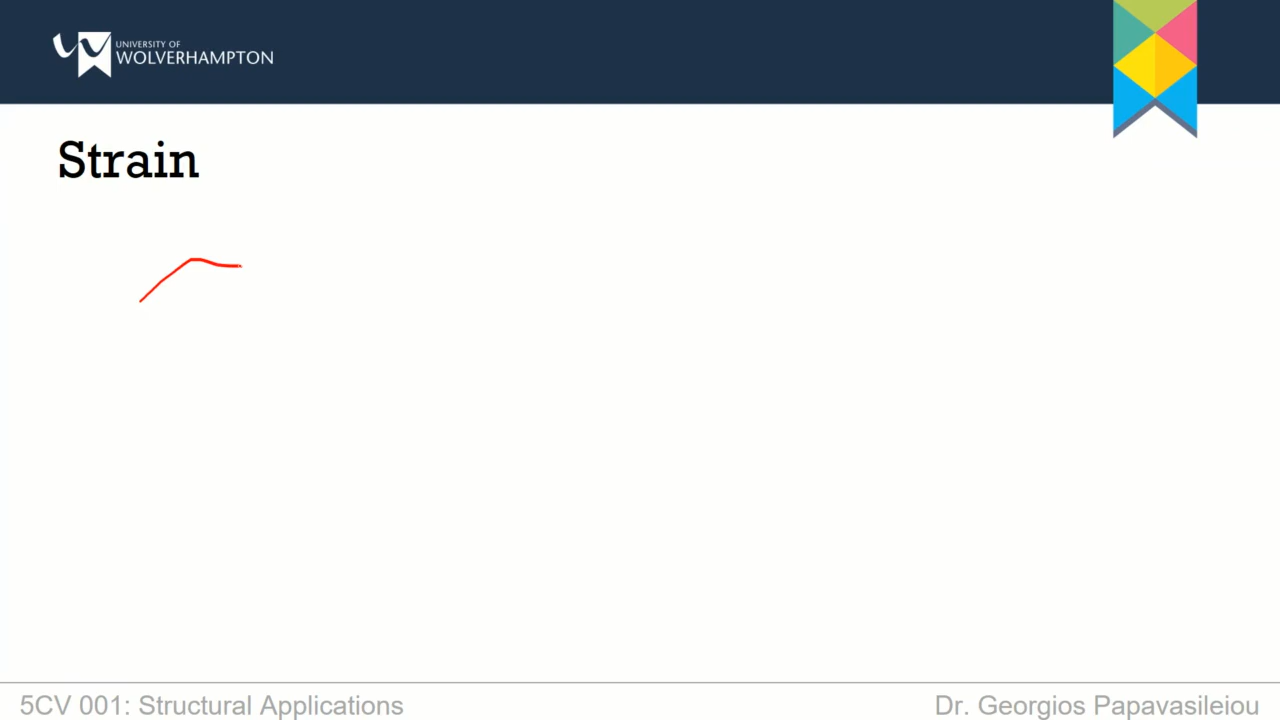 UNIVERSITY OF
WOLVERHAMPTON
Strain
5CV 001: Structural Applications
Dr. Georgios Papavasileiou